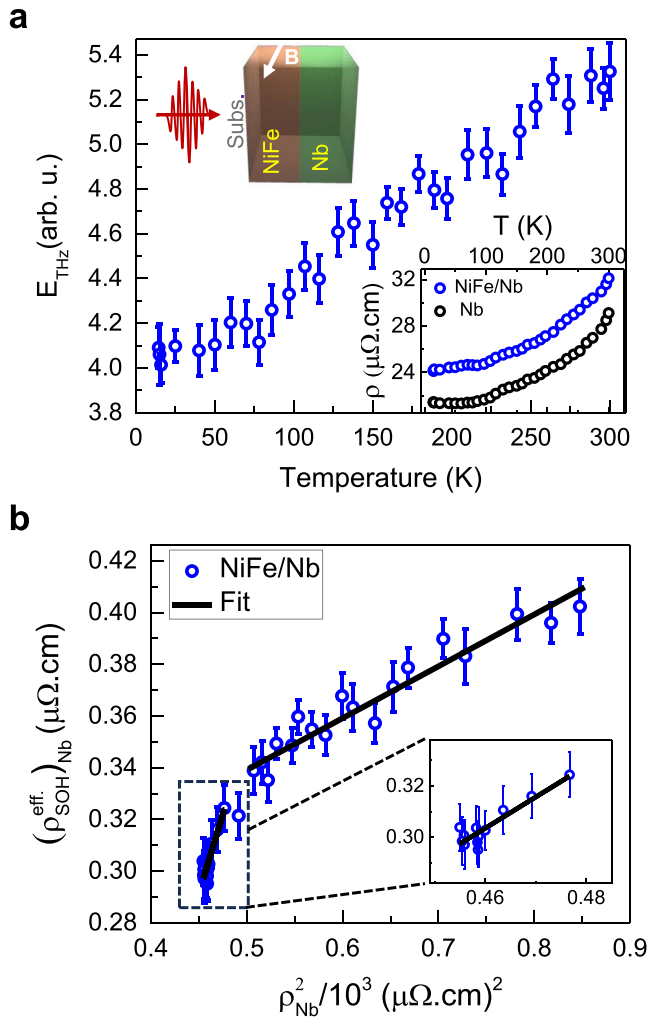 a
5.4
5.2
5.0
4.8
4.6
4.4
4.2
4.0
3.8
E_THz (arb. u.)
Subs.
NiFe
Nb
B
T (K)
0 100 200 300
32
28
24
ρ (μΩ.cm)
NiFe/Nb
Nb
0 50 100 150 200 250 300
Temperature (K)
b
0.42
0.40
0.38
0.36
0.34
0.32
0.30
0.28
(ρ^eff._SOH)_Nb (μΩ.cm)
NiFe/Nb
Fit
0.32
0.30
0.46 0.48
0.4 0.5 0.6 0.7 0.8 0.9
ρ²_Nb/10³ (μΩ.cm)²